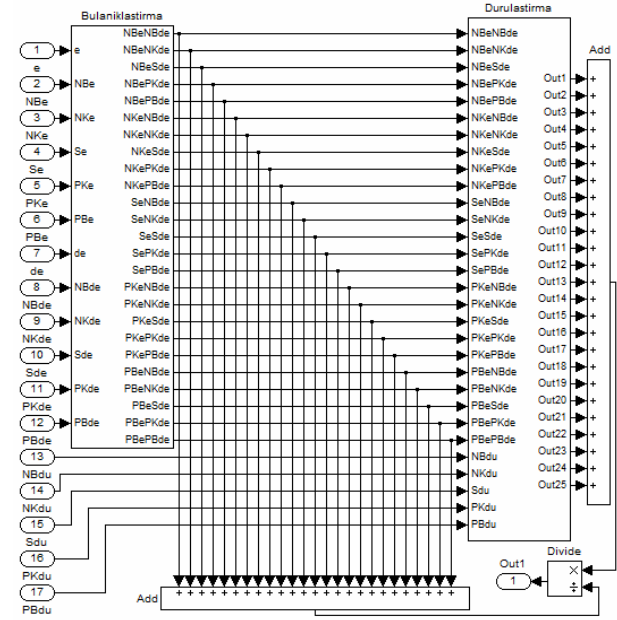 Bulaniklastirma
Durulastirma
Add
1
e
2
NBe
3
NKe
4
Se
5
PKe
6
PBe
7
de
8
NBde
9
NKde
10
Sde
11
PKde
12
PBde
13
NBdu
14
NKdu
15
Sdu
16
PKdu
17
PBdu
e
NBe
NKe
Se
PKe
PBe
de
NBde
NKde
Sde
PKde
PBde
NBeNBde
NBeNKde
NBeSde
NBePKde
NBePBde
NKeNBde
NKeNKde
NKeSde
NKePKde
NKePBde
SeNBde
SeNKde
SeSde
SePKde
SePBde
PKeNBde
PKeNKde
PKeSde
PKePKde
PKePBde
PBeNBde
PBeNKde
PBeSde
PBePKde
PBePBde
NBeNBde
NBeNKde
NBeSde
NBePKde
NBePBde
NKeNBde
NKeNKde
NKeSde
NKePKde
NKePBde
SeNBde
SeNKde
SeSde
SePKde
SePBde
PKeNBde
PKeNKde
PKeSde
PKePKde
PKePBde
PBeNBde
PBeNKde
PBeSde
PBePKde
PBePBde
NBdu
NKdu
Sdu
PKdu
PBdu
Out1 +
Out2 +
Out3 +
Out4 +
Out5 +
Out6 +
Out7 +
Out8 +
Out9 +
Out10 +
Out11 +
Out12 +
Out13 +
Out14 +
Out15 +
Out16 +
Out17 +
Out18 +
Out19 +
Out20 +
Out21 +
Out22 +
Out23 +
Out24 +
Out25 +
Add
+ + + + + + + + + + + + + + + + + + + + + + + + +
Divide
×
÷
Out1
1